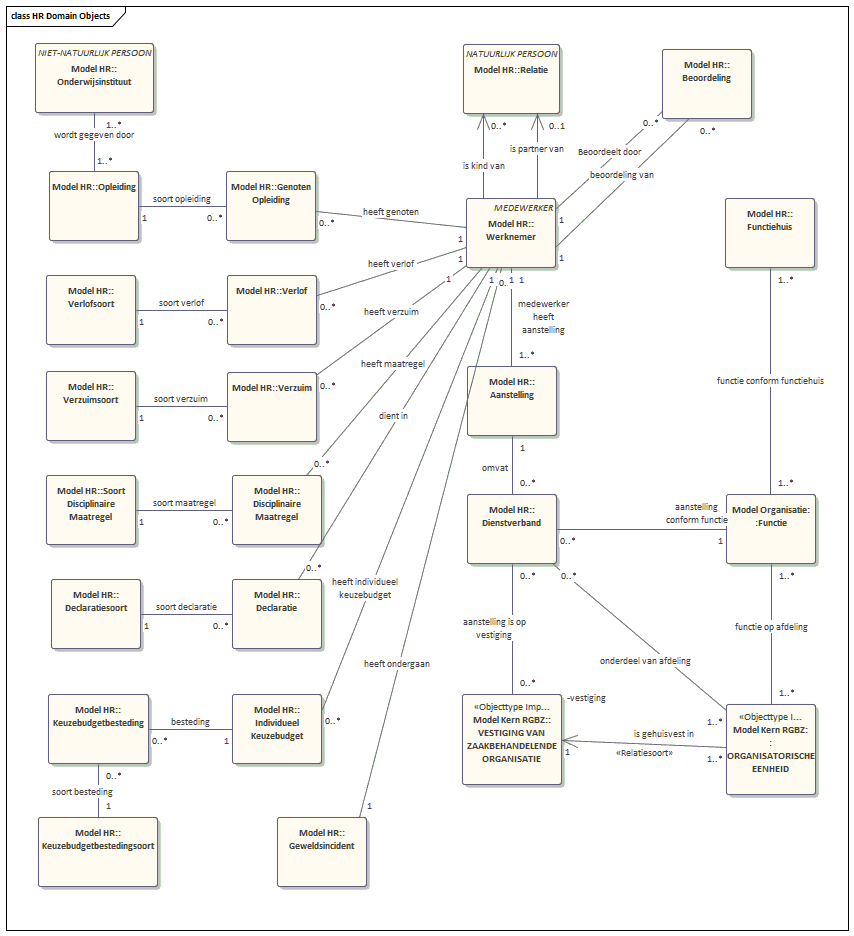 class HR Domain Objects
NIET-NATUURLIJK PERSOON
Model HR::
Onderwijsinstituut
NATUURLIJK PERSOON
Model HR::Relatie
Model HR::
Beoordeling
1..*
wordt gegeven door
1..*
0..*
0..1
is kind van
is partner van
0..*
0..*
Beoordeelt door
beoordeling van
1
1
Model HR::Opleiding
soort opleiding
1
0..*
Model HR::Genoten
Opleiding
0..*
heeft genoten
1
MEDEWERKER
Model HR::
Werknemer
Model HR::
Functiehuis
Model HR::
Verlofsoort
soort verlof
1
0..*
Model HR::Verlof
0..*
heeft verlof
1
heeft verzuim
1
1
0..
1
1
medewerker
heeft
aanstelling
1..*
1..*
functie conform functiehuis
1..*
Model HR::
Verzuimsoort
soort verzuim
1
0..*
Model HR::Verzuim
0..*
heeft maatregel
dient in
Model HR::
Aanstelling
1
omvat
0..*
Model HR::Soort
Disciplinaire
Maatregel
soort maatregel
1
0..*
0..*
Model HR::
Disciplinaire
Maatregel
Model HR::
Dienstverband
aanstelling
conform functie
0..*
1
Model Organisatie:
:Functie
Model HR::
Declaratiesoort
soort declaratie
1
0..*
0..*
Model HR::
Declaratie
heeft individueel
keuzebudget
0..*
0..*
1..*
aanstelling is op
vestiging
functie op afdeling
onderdeel van afdeling
0..*
1..*
1..*
heeft ondergaan
Model HR::
Keuzebudgetbesteding
besteding
0..*
1
Model HR::
Individueel
Keuzebudget
0..*
«Objecttype Imp...
Model Kern RGBZ::
VESTIGING VAN
ZAAKBEHANDELENDE
ORGANISATIE
-vestiging
is gehuisvest in
1
«Relatiesoort»
1..*
«Objecttype I...
Model Kern RGBZ:
:
ORGANISATORISCHE
EENHEID
0..*
soort besteding
1
Model HR::
Keuzebudgetbestedingsoort
1
Model HR::
Geweldsincident